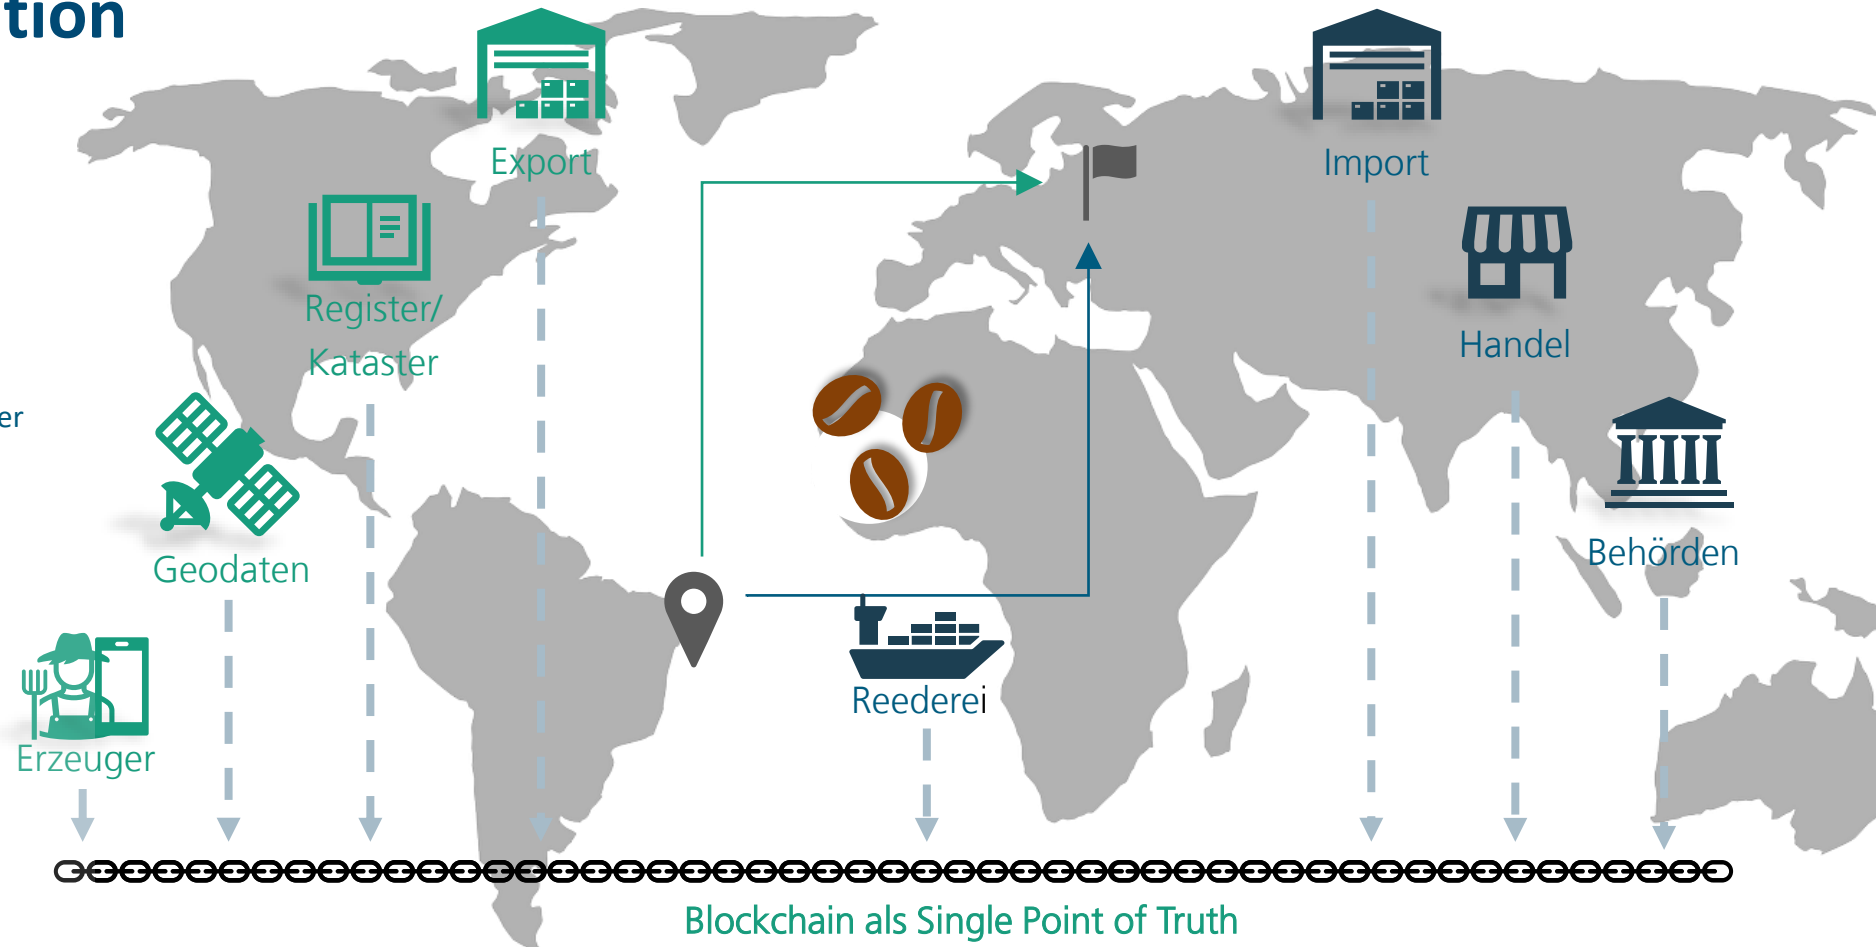 tion
Export
Import
Register/
Kataster
Handel
er
Geodaten
Behörden
Erzeuger
Reederei
Blockchain als Single Point of Truth